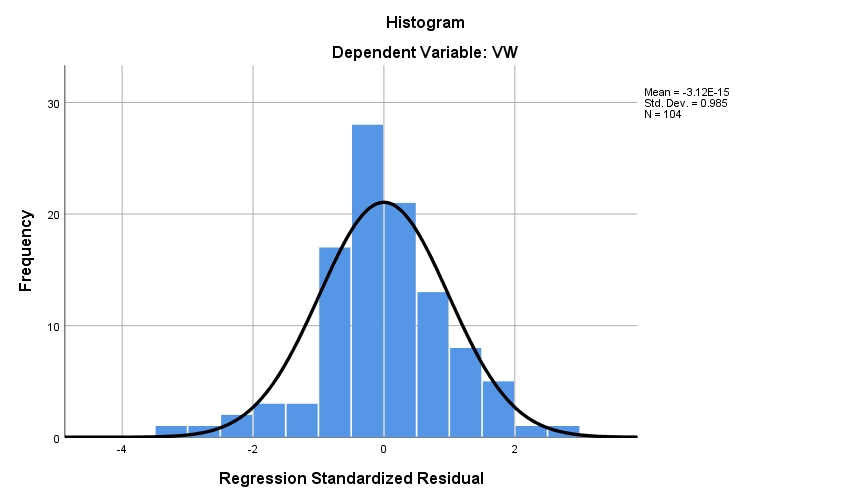 Histogram
Dependent Variable: VW
Mean = -3.12E-15
Std. Dev. = 0.985
N = 104
Frequency
30
20
10
0
-4 -2 0 2
Regression Standardized Residual